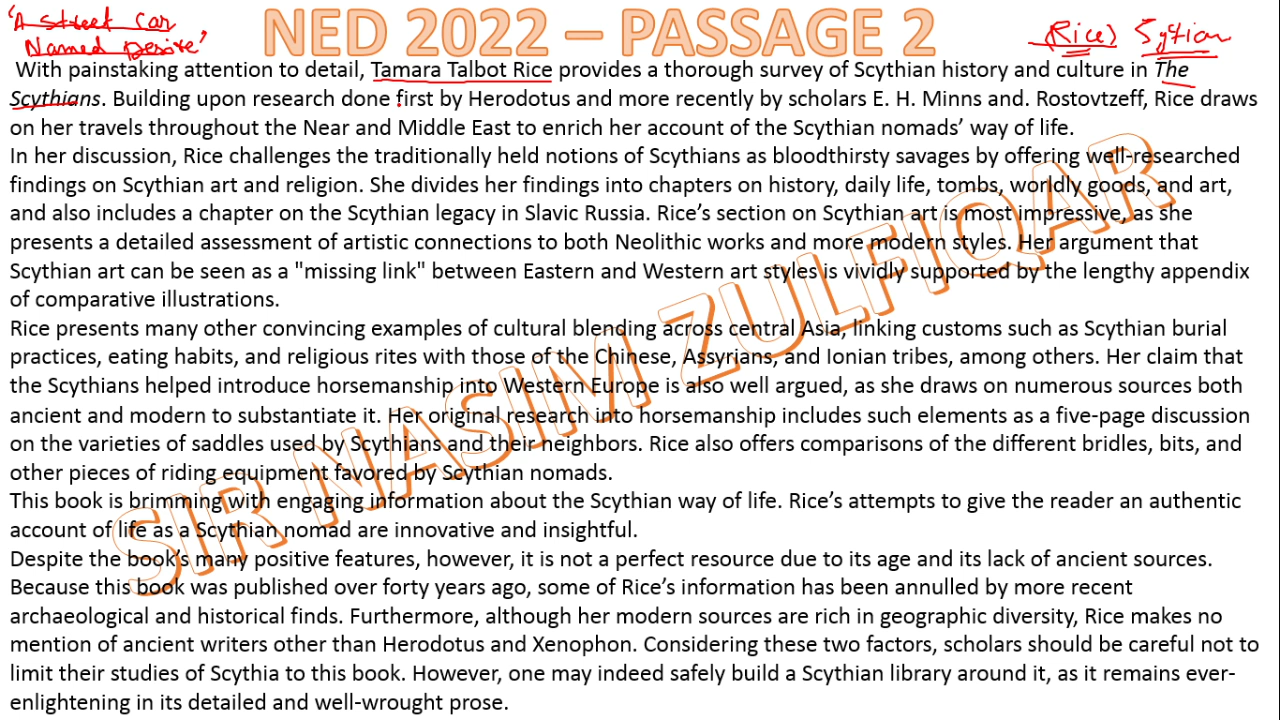 'A street car
Named Desire'
NED 2022 – PASSAGE 2
(Rice) Sytian
With painstaking attention to detail, Tamara Talbot Rice provides a thorough survey of Scythian history and culture in The
Scythians. Building upon research done first by Herodotus and more recently by scholars E. H. Minns and. Rostovtzeff, Rice draws
on her travels throughout the Near and Middle East to enrich her account of the Scythian nomads’ way of life.
In her discussion, Rice challenges the traditionally held notions of Scythians as bloodthirsty savages by offering well-researched
findings on Scythian art and religion. She divides her findings into chapters on history, daily life, tombs, worldly goods, and art,
and also includes a chapter on the Scythian legacy in Slavic Russia. Rice’s section on Scythian art is most impressive, as she
presents a detailed assessment of artistic connections to both Neolithic works and more modern styles. Her argument that
Scythian art can be seen as a "missing link" between Eastern and Western art styles is vividly supported by the lengthy appendix
of comparative illustrations.
Rice presents many other convincing examples of cultural blending across central Asia, linking customs such as Scythian burial
practices, eating habits, and religious rites with those of the Chinese, Assyrians, and Ionian tribes, among others. Her claim that
the Scythians helped introduce horsemanship into Western Europe is also well argued, as she draws on numerous sources both
ancient and modern to substantiate it. Her original research into horsemanship includes such elements as a five-page discussion
on the varieties of saddles used by Scythians and their neighbors. Rice also offers comparisons of the different bridles, bits, and
other pieces of riding equipment favored by Scythian nomads.
This book is brimming with engaging information about the Scythian way of life. Rice’s attempts to give the reader an authentic
account of life as a Scythian nomad are innovative and insightful.
Despite the book’s many positive features, however, it is not a perfect resource due to its age and its lack of ancient sources.
Because this book was published over forty years ago, some of Rice’s information has been annulled by more recent
archaeological and historical finds. Furthermore, although her modern sources are rich in geographic diversity, Rice makes no
mention of ancient writers other than Herodotus and Xenophon. Considering these two factors, scholars should be careful not to
limit their studies of Scythia to this book. However, one may indeed safely build a Scythian library around it, as it remains ever-
enlightening in its detailed and well-wrought prose.
SIR NASIM ZULFIQAR